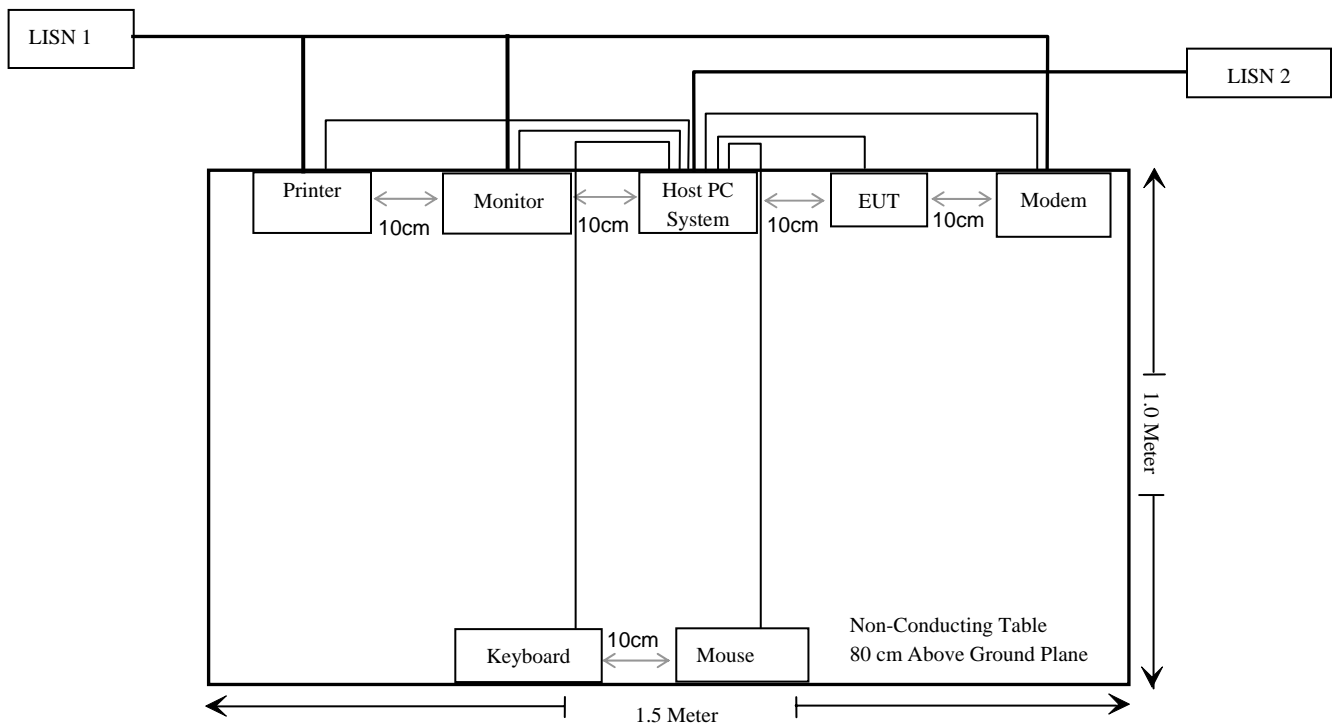 LISN 1
LISN 2
Printer
Monitor
Host PC
System
EUT
Modem
10cm
10cm
10cm
10cm
1.0 Meter
Keyboard
10cm
Mouse
Non-Conducting Table
80 cm Above Ground Plane
1.5 Meter